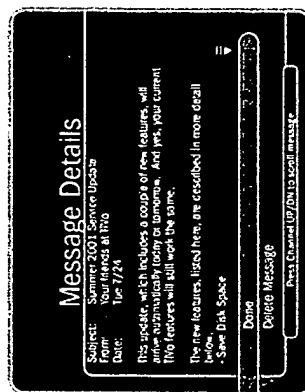 Message Details
Subject: Summer 2001 Service Update
From: Your friends at TiVo
Date: Tue 7/24
This update, which includes a couple of new features, will
arrive automatically today or tomorrow. And yes, your current
TiVo features will still work the same.
The new features, listed here, are described in more detail
below.
- Save Disk Space
Done
Delete Message
Press Channel UP/DN to scroll message